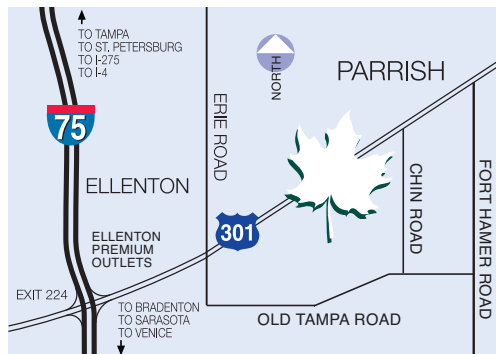 TO TAMPA
TO ST. PETERSBURG
TO I-275
TO I-4
NORTH
PARRISH
ERIE ROAD
75
ELLENTON
CHIN ROAD
FORT HAMER ROAD
301
ELLENTON
PREMIUM
OUTLETS
EXIT 224
TO BRADENTON
TO SARASOTA
TO VENICE
OLD TAMPA ROAD